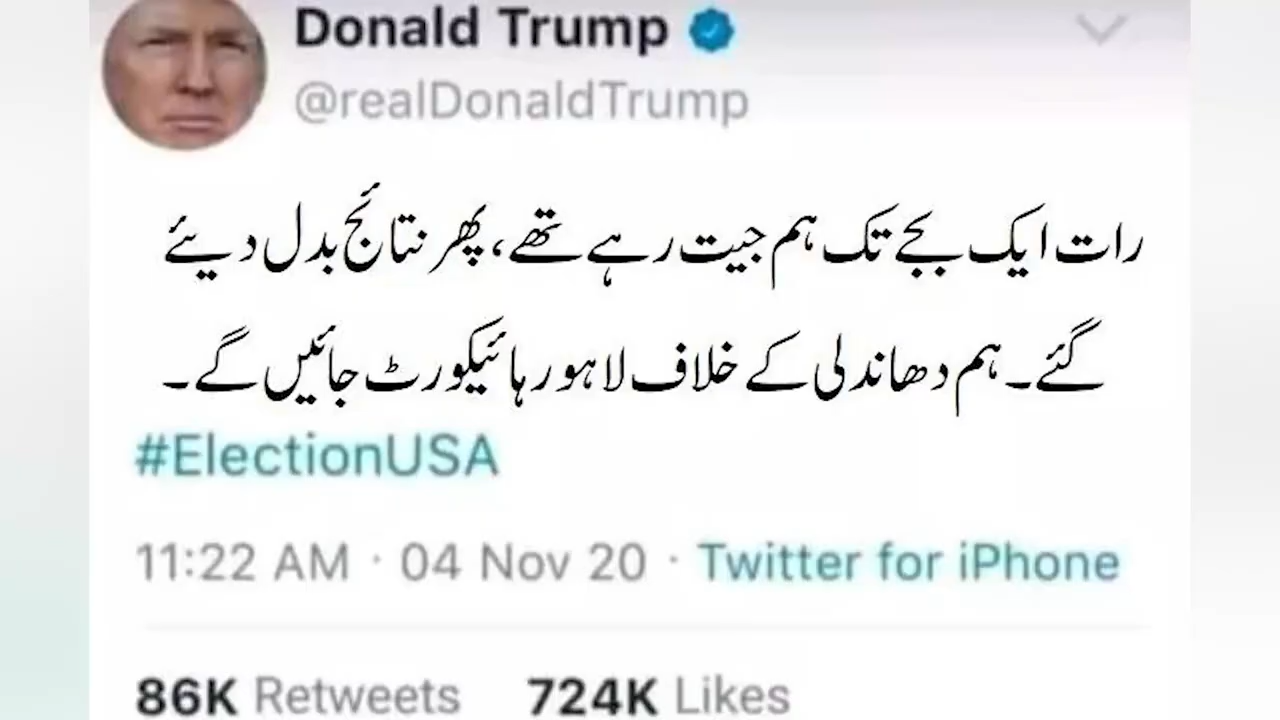 Donald Trump
@realDonaldTrump
رات ایک بجے تک ہم جیت رہے تھے، پھر نتائج بدل دیئے
گئے۔ ہم دھاندلی کے خلاف لاہور ہائیکورٹ جائیں گے۔
#ElectionUSA
11:22 AM · 04 Nov 20 · Twitter for iPhone
86K Retweets 724K Likes